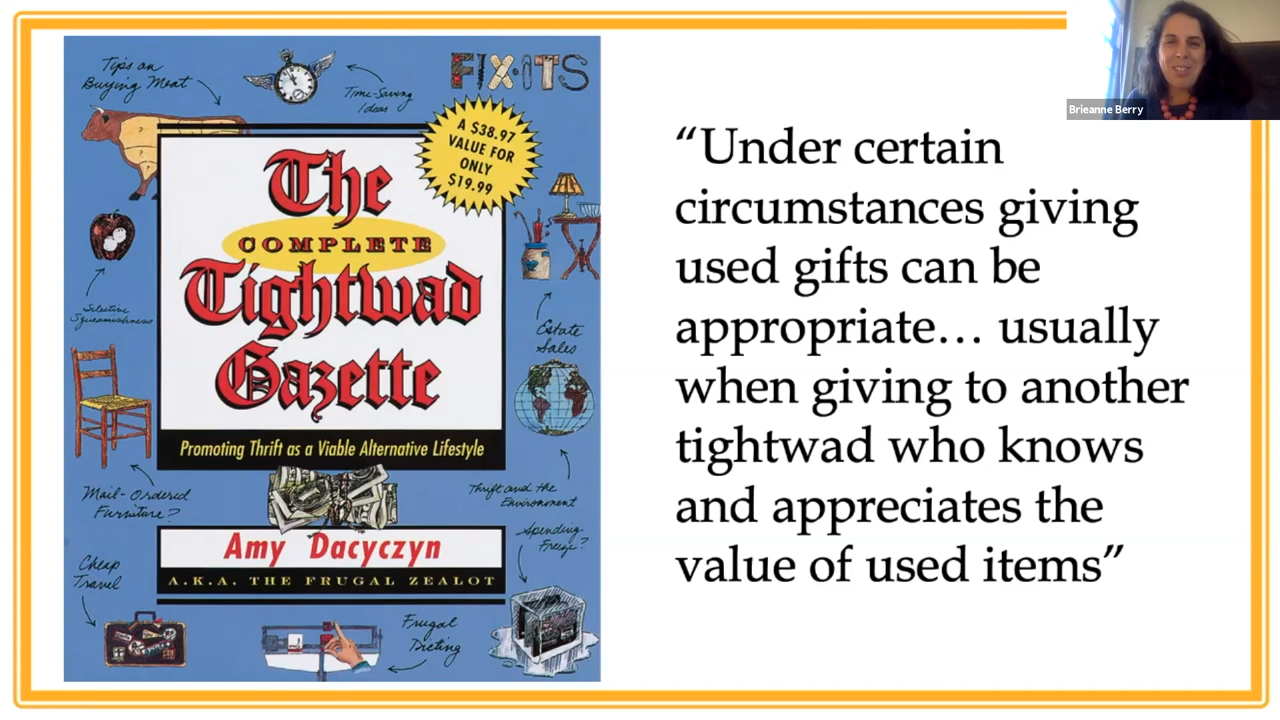 Tips on
Buying Meat
Time-Saving
Ideas
FIX-ITS
A $38.97
VALUE FOR
ONLY
$19.99
The
COMPLETE
Tightwad
Gazette
Promoting Thrift as a Viable Alternative Lifestyle
Selective
Squeamishness
Estate
Sales
Mail-Ordered
Furniture?
Thrift and the
Environment
Spending
Freeze?
Amy Dacyczyn
A.K.A. THE FRUGAL ZEALOT
Cheap
Travel
Frugal
Dieting
“Under certain
circumstances giving
used gifts can be
appropriate… usually
when giving to another
tightwad who knows
and appreciates the
value of used items”
Brieanne Berry